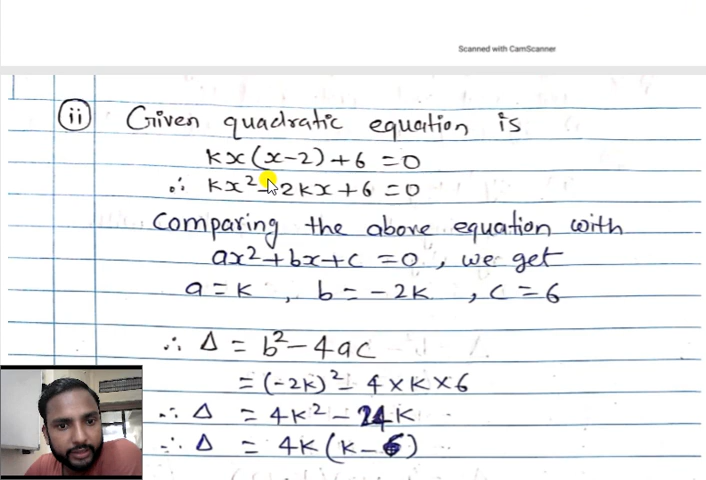 Scanned with CamScanner
(ii) Given quadratic equation is
kx(x-2)+6=0
∴ kx²-2kx+6=0
Comparing the above equation with
ax²+bx+c=0, we get
a=k, b=-2k, c=6
∴ Δ = b²-4ac
= (-2k)²-4×k×6
∴ Δ = 4k²-24k
∴ Δ = 4k(k-6)